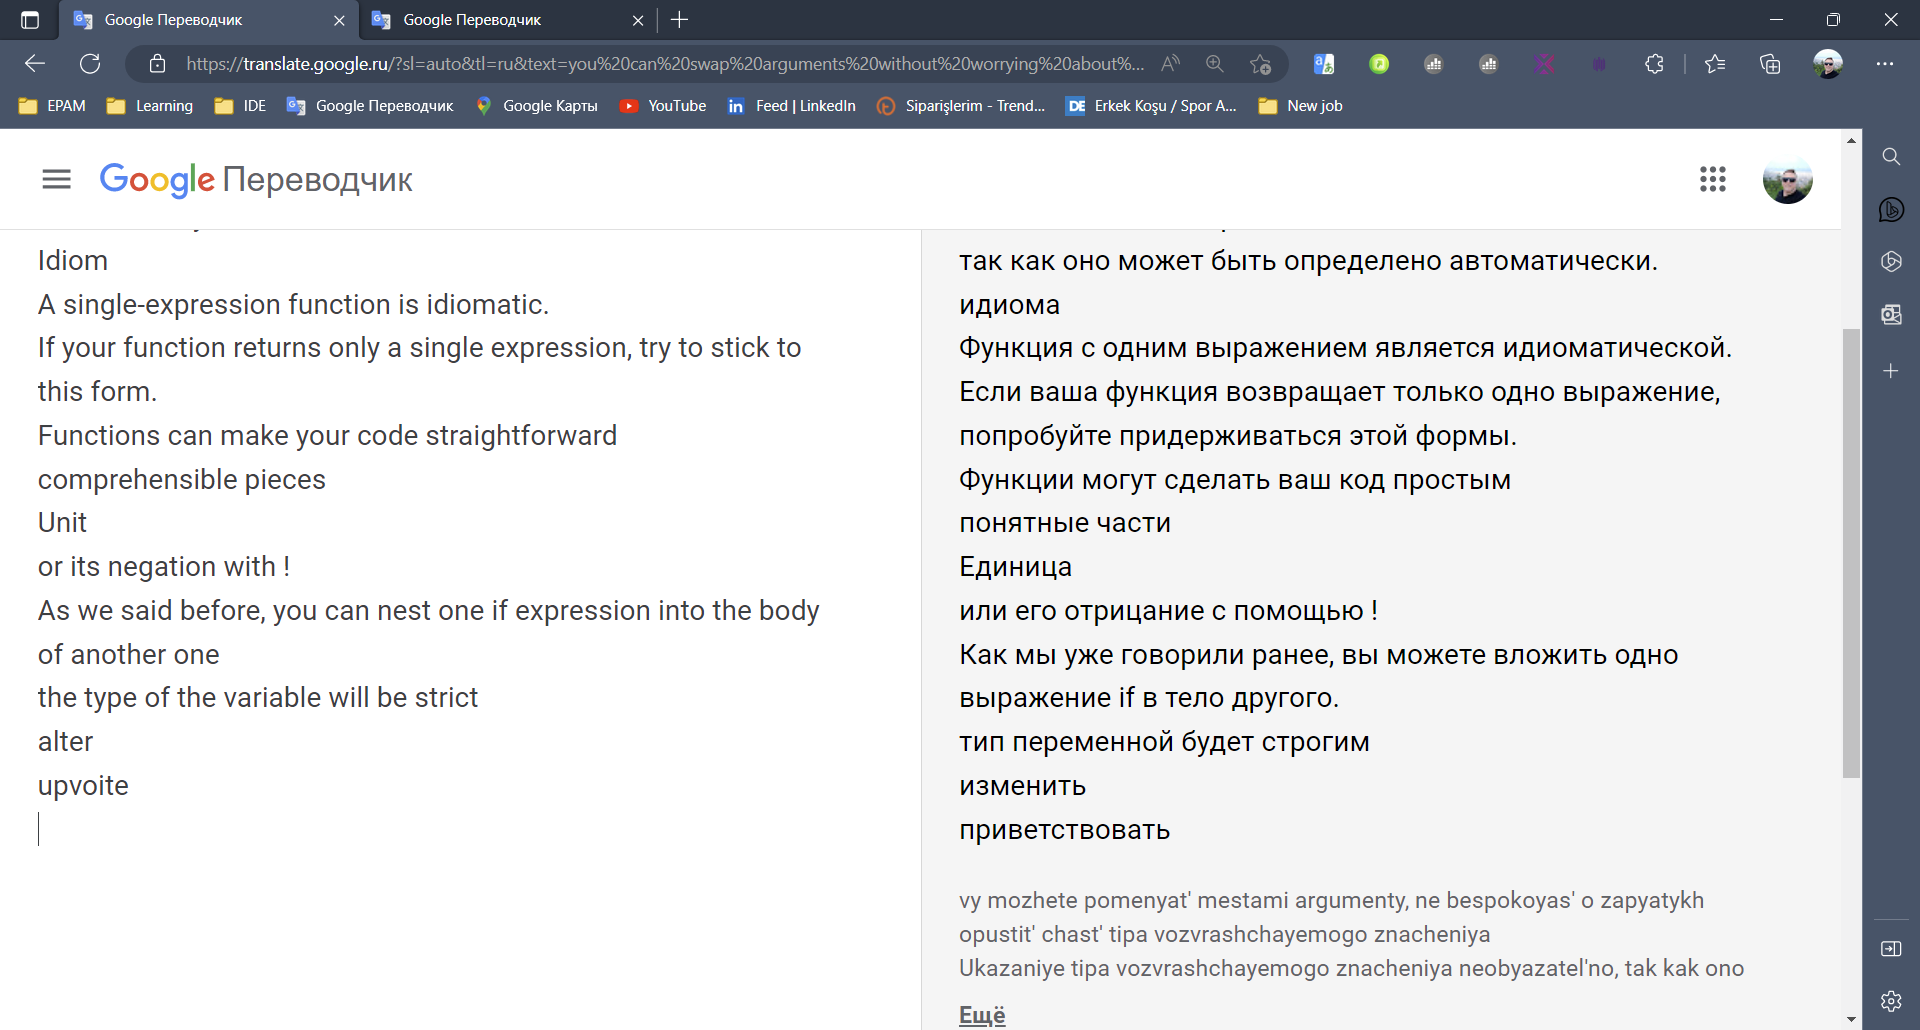 Google Переводчик
Google Переводчик
https://translate.google.ru/?sl=auto&tl=ru&text=you%20can%20swap%20arguments%20without%20worrying%20about%...
EPAM
Learning
IDE
Google Переводчик
Google Карты
YouTube
Feed | LinkedIn
Siparişlerim - Trend...
Erkek Koşu / Spor A...
New job
Google Переводчик
Idiom
A single-expression function is idiomatic.
If your function returns only a single expression, try to stick to
this form.
Functions can make your code straightforward
comprehensible pieces
Unit
or its negation with !
As we said before, you can nest one if expression into the body
of another one
the type of the variable will be strict
alter
upvoite
так как оно может быть определено автоматически.
идиома
Функция с одним выражением является идиоматической.
Если ваша функция возвращает только одно выражение,
попробуйте придерживаться этой формы.
Функции могут сделать ваш код простым
понятные части
Единица
или его отрицание с помощью !
Как мы уже говорили ранее, вы можете вложить одно
выражение if в тело другого.
тип переменной будет строгим
изменить
приветствовать
vy mozhete pomenyat' mestami argumenty, ne bespokoyas' o zapyatykh
opustit' chast' tipa vozvrashchayemogo znacheniya
Ukazaniye tipa vozvrashchayemogo znacheniya neobyazatel'no, tak kak ono
Ещё